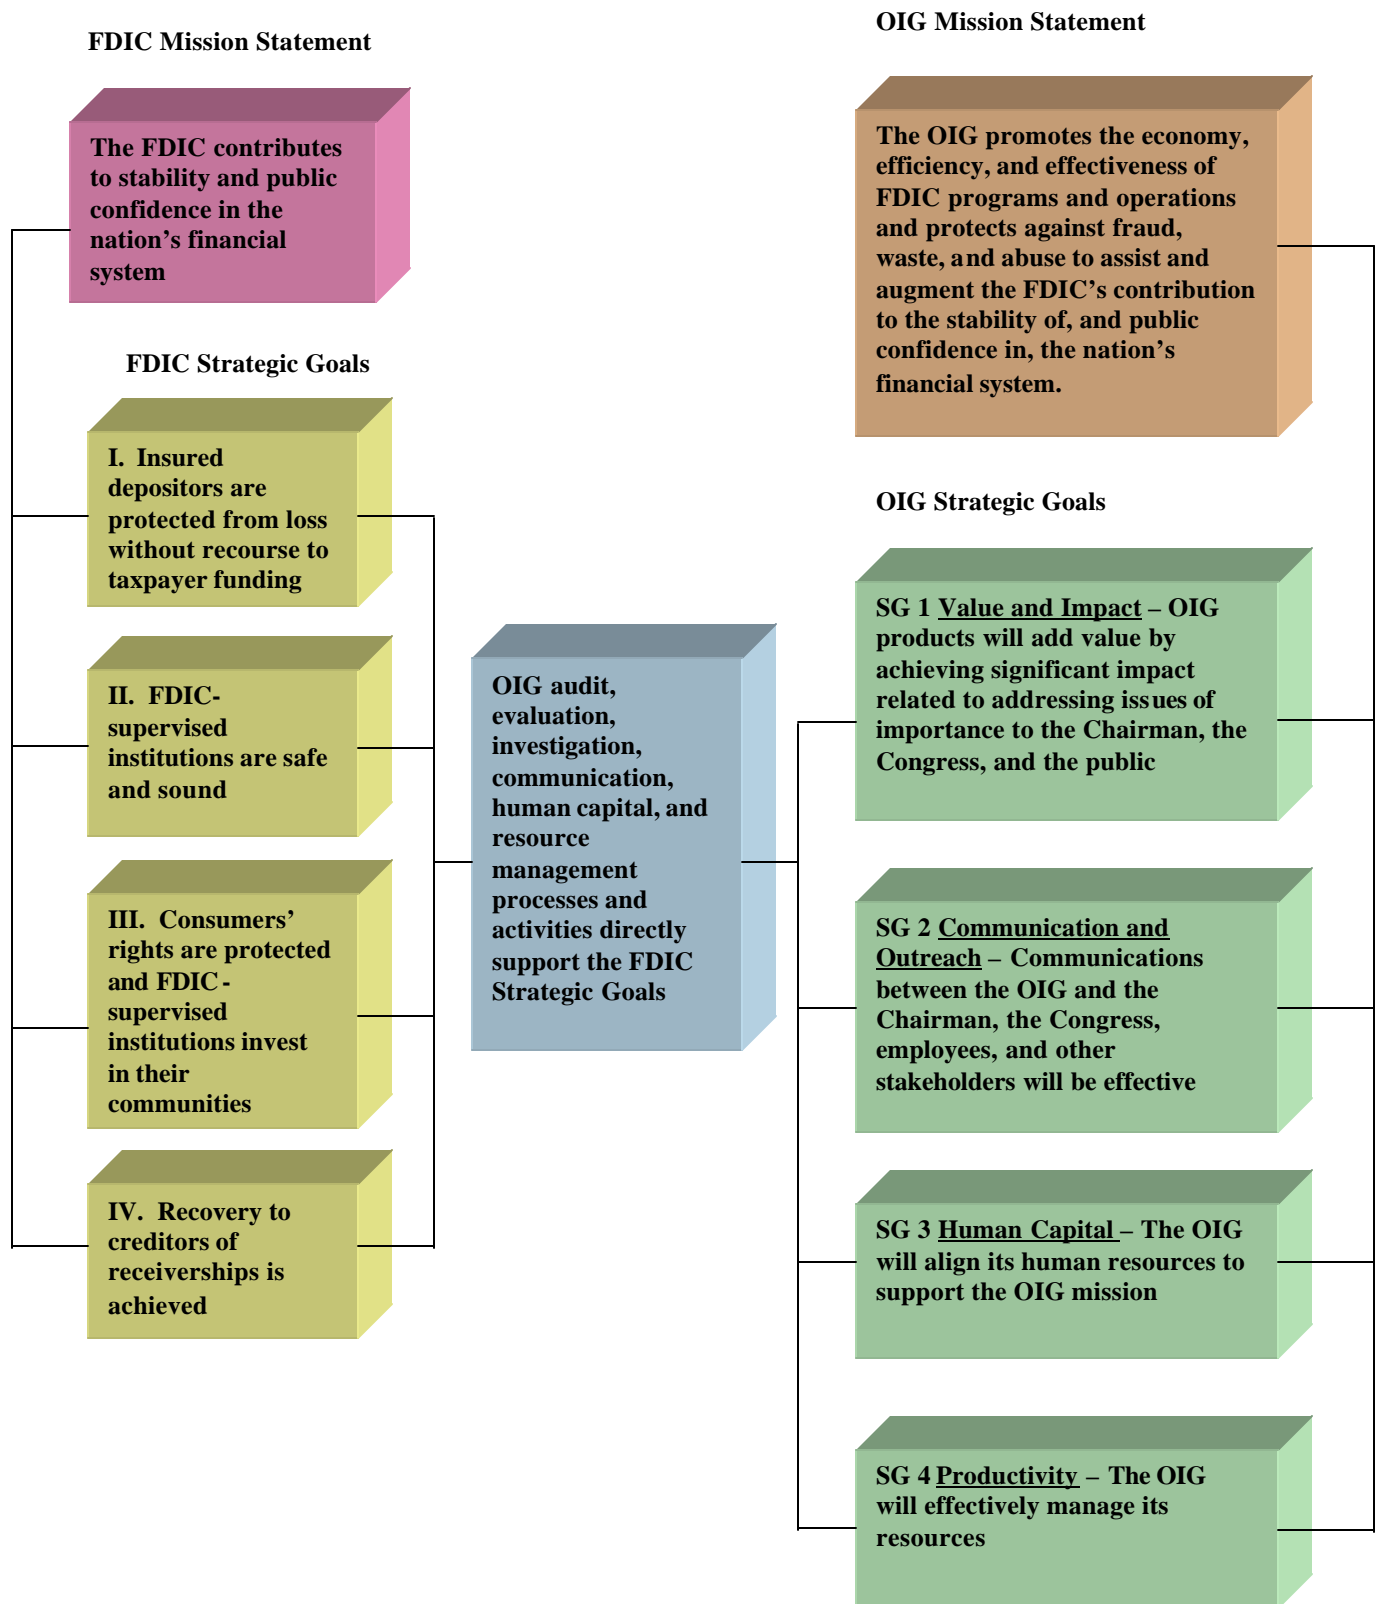 FDIC Mission Statement
The FDIC contributes
to stability and public
confidence in the
nation’s financial
system
FDIC Strategic Goals
I.  Insured
depositors are
protected from loss
without recourse to
taxpayer funding
II.  FDIC-
supervised
institutions are safe
and sound
III.  Consumers’
rights are protected
and FDIC-
supervised
institutions invest
in their
communities
IV.  Recovery to
creditors of
receiverships is
achieved
OIG audit,
evaluation,
investigation,
communication,
human capital, and
resource
management
processes and
activities directly
support the FDIC
Strategic Goals
OIG Mission Statement
The OIG promotes the economy,
efficiency, and effectiveness of
FDIC programs and operations
and protects against fraud,
waste, and abuse to assist and
augment the FDIC’s contribution
to the stability of, and public
confidence in, the nation’s
financial system.
OIG Strategic Goals
SG 1 Value and Impact – OIG
products will add value by
achieving significant impact
related to addressing issues of
importance to the Chairman, the
Congress, and the public
SG 2 Communication and
Outreach – Communications
between the OIG and the
Chairman, the Congress,
employees, and other
stakeholders will be effective
SG 3 Human Capital – The OIG
will align its human resources to
support the OIG mission
SG 4 Productivity – The OIG
will effectively manage its
resources